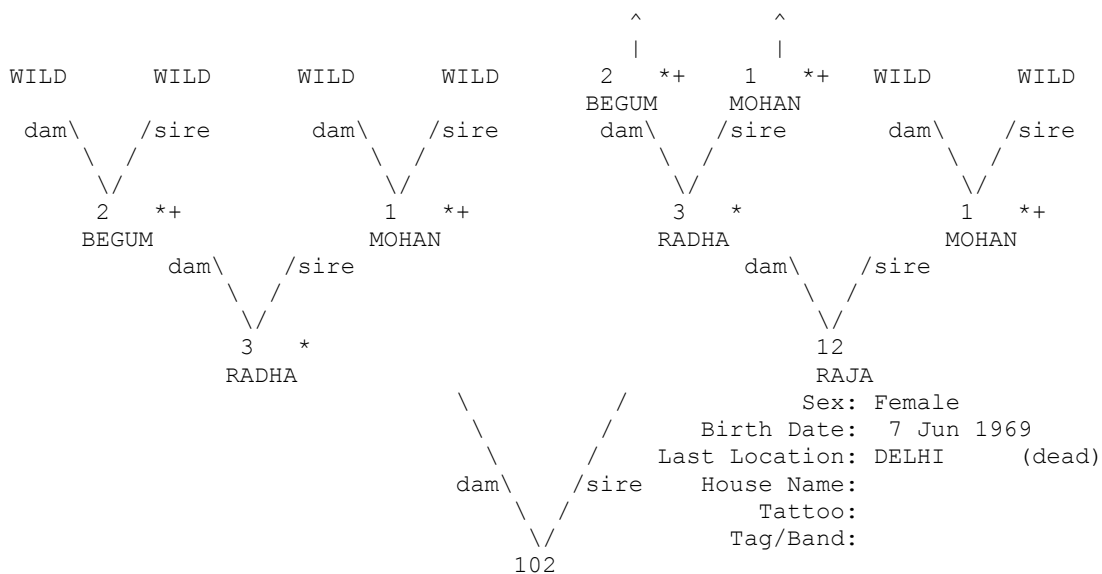 ^ ^
| |
WILD WILD WILD WILD 2 *+ 1 *+ WILD WILD
BEGUM MOHAN
dam\ /sire dam\ /sire dam\ /sire dam\ /sire
\ / \ / \ / \ /
\/ \/ \/ \/
2 *+ 1 *+ 3 * 1 *+
BEGUM MOHAN RADHA MOHAN
dam\ /sire dam\ /sire
\ / \ /
\/ \/
3 * 12
RADHA RAJA
\ / Sex: Female
\ / Birth Date: 7 Jun 1969
\ / Last Location: DELHI (dead)
dam\ /sire House Name:
\ / Tattoo:
\/ Tag/Band:
102